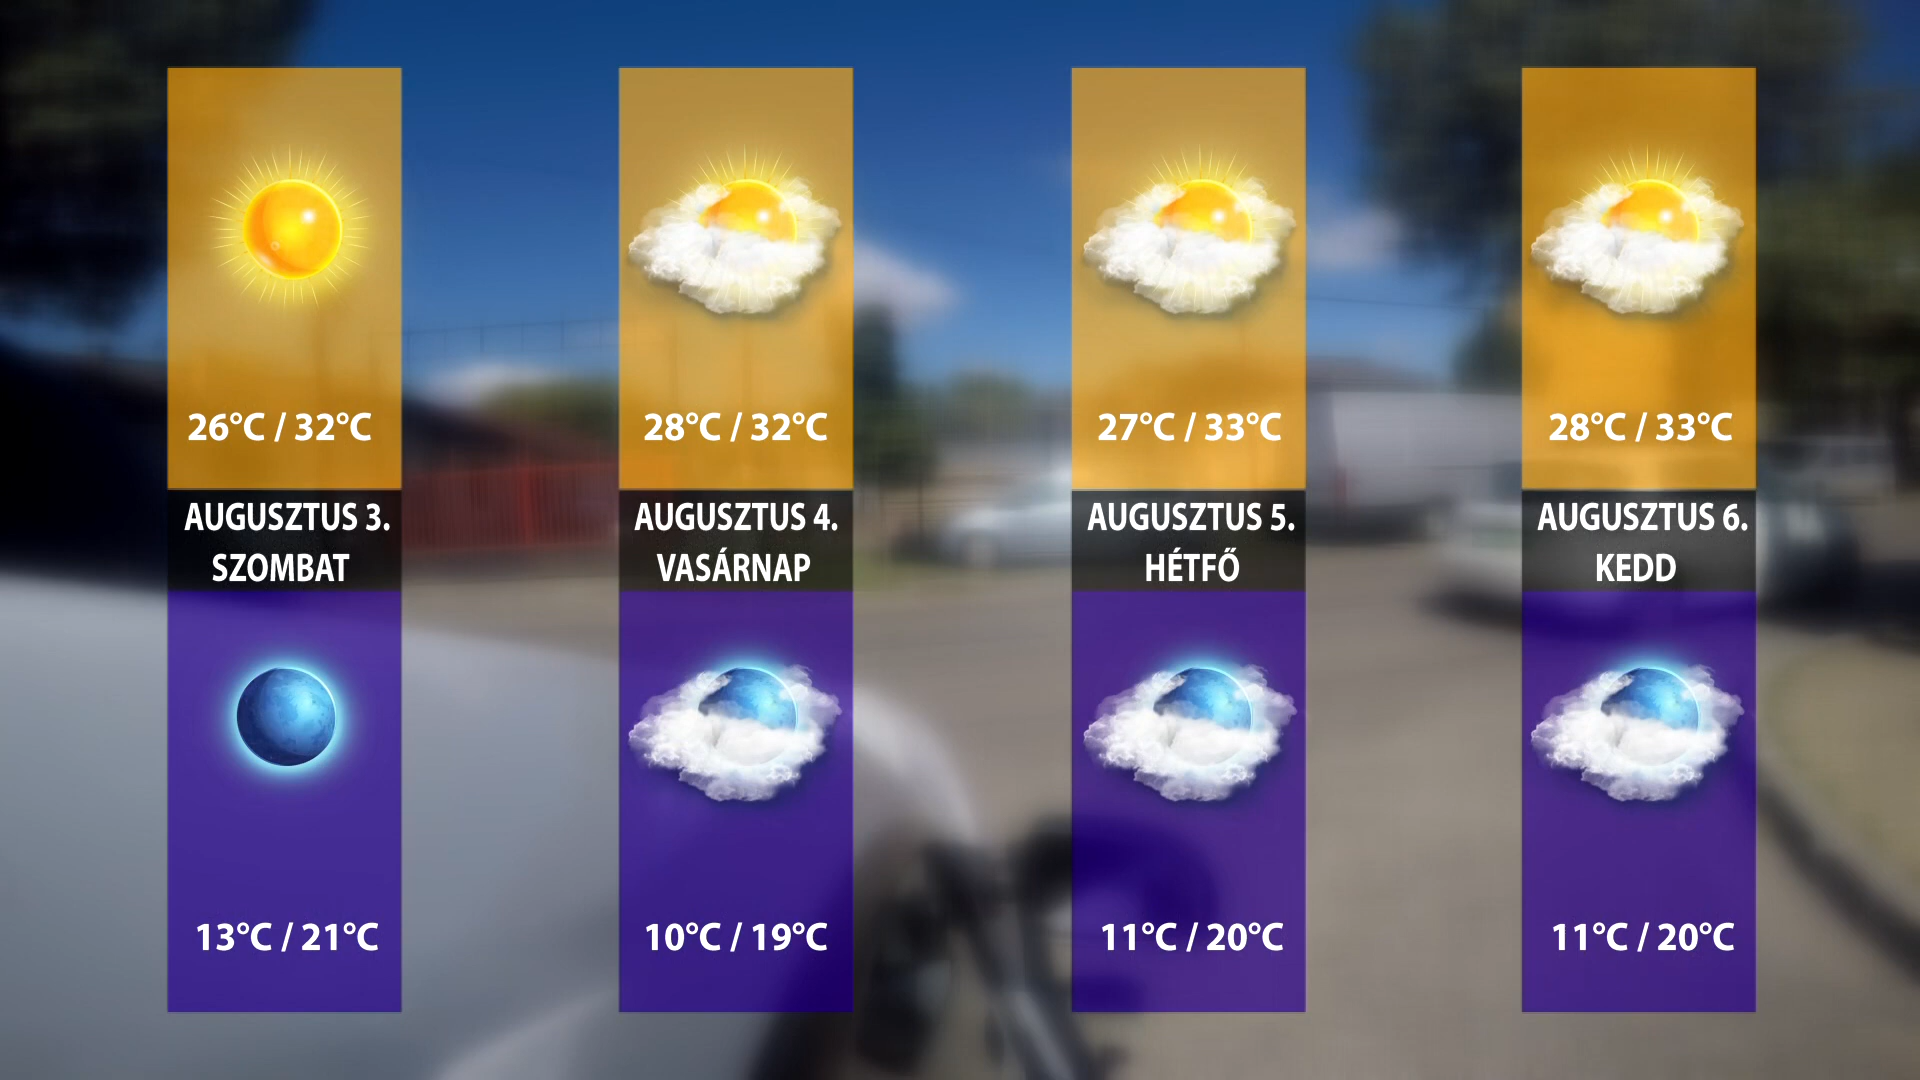 26°C / 32°C
AUGUSZTUS 3.
SZOMBAT
13°C / 21°C
28°C / 32°C
AUGUSZTUS 4.
VASÁRNAP
10°C / 19°C
27°C / 33°C
AUGUSZTUS 5.
HÉTFŐ
11°C / 20°C
28°C / 33°C
AUGUSZTUS 6.
KEDD
11°C / 20°C